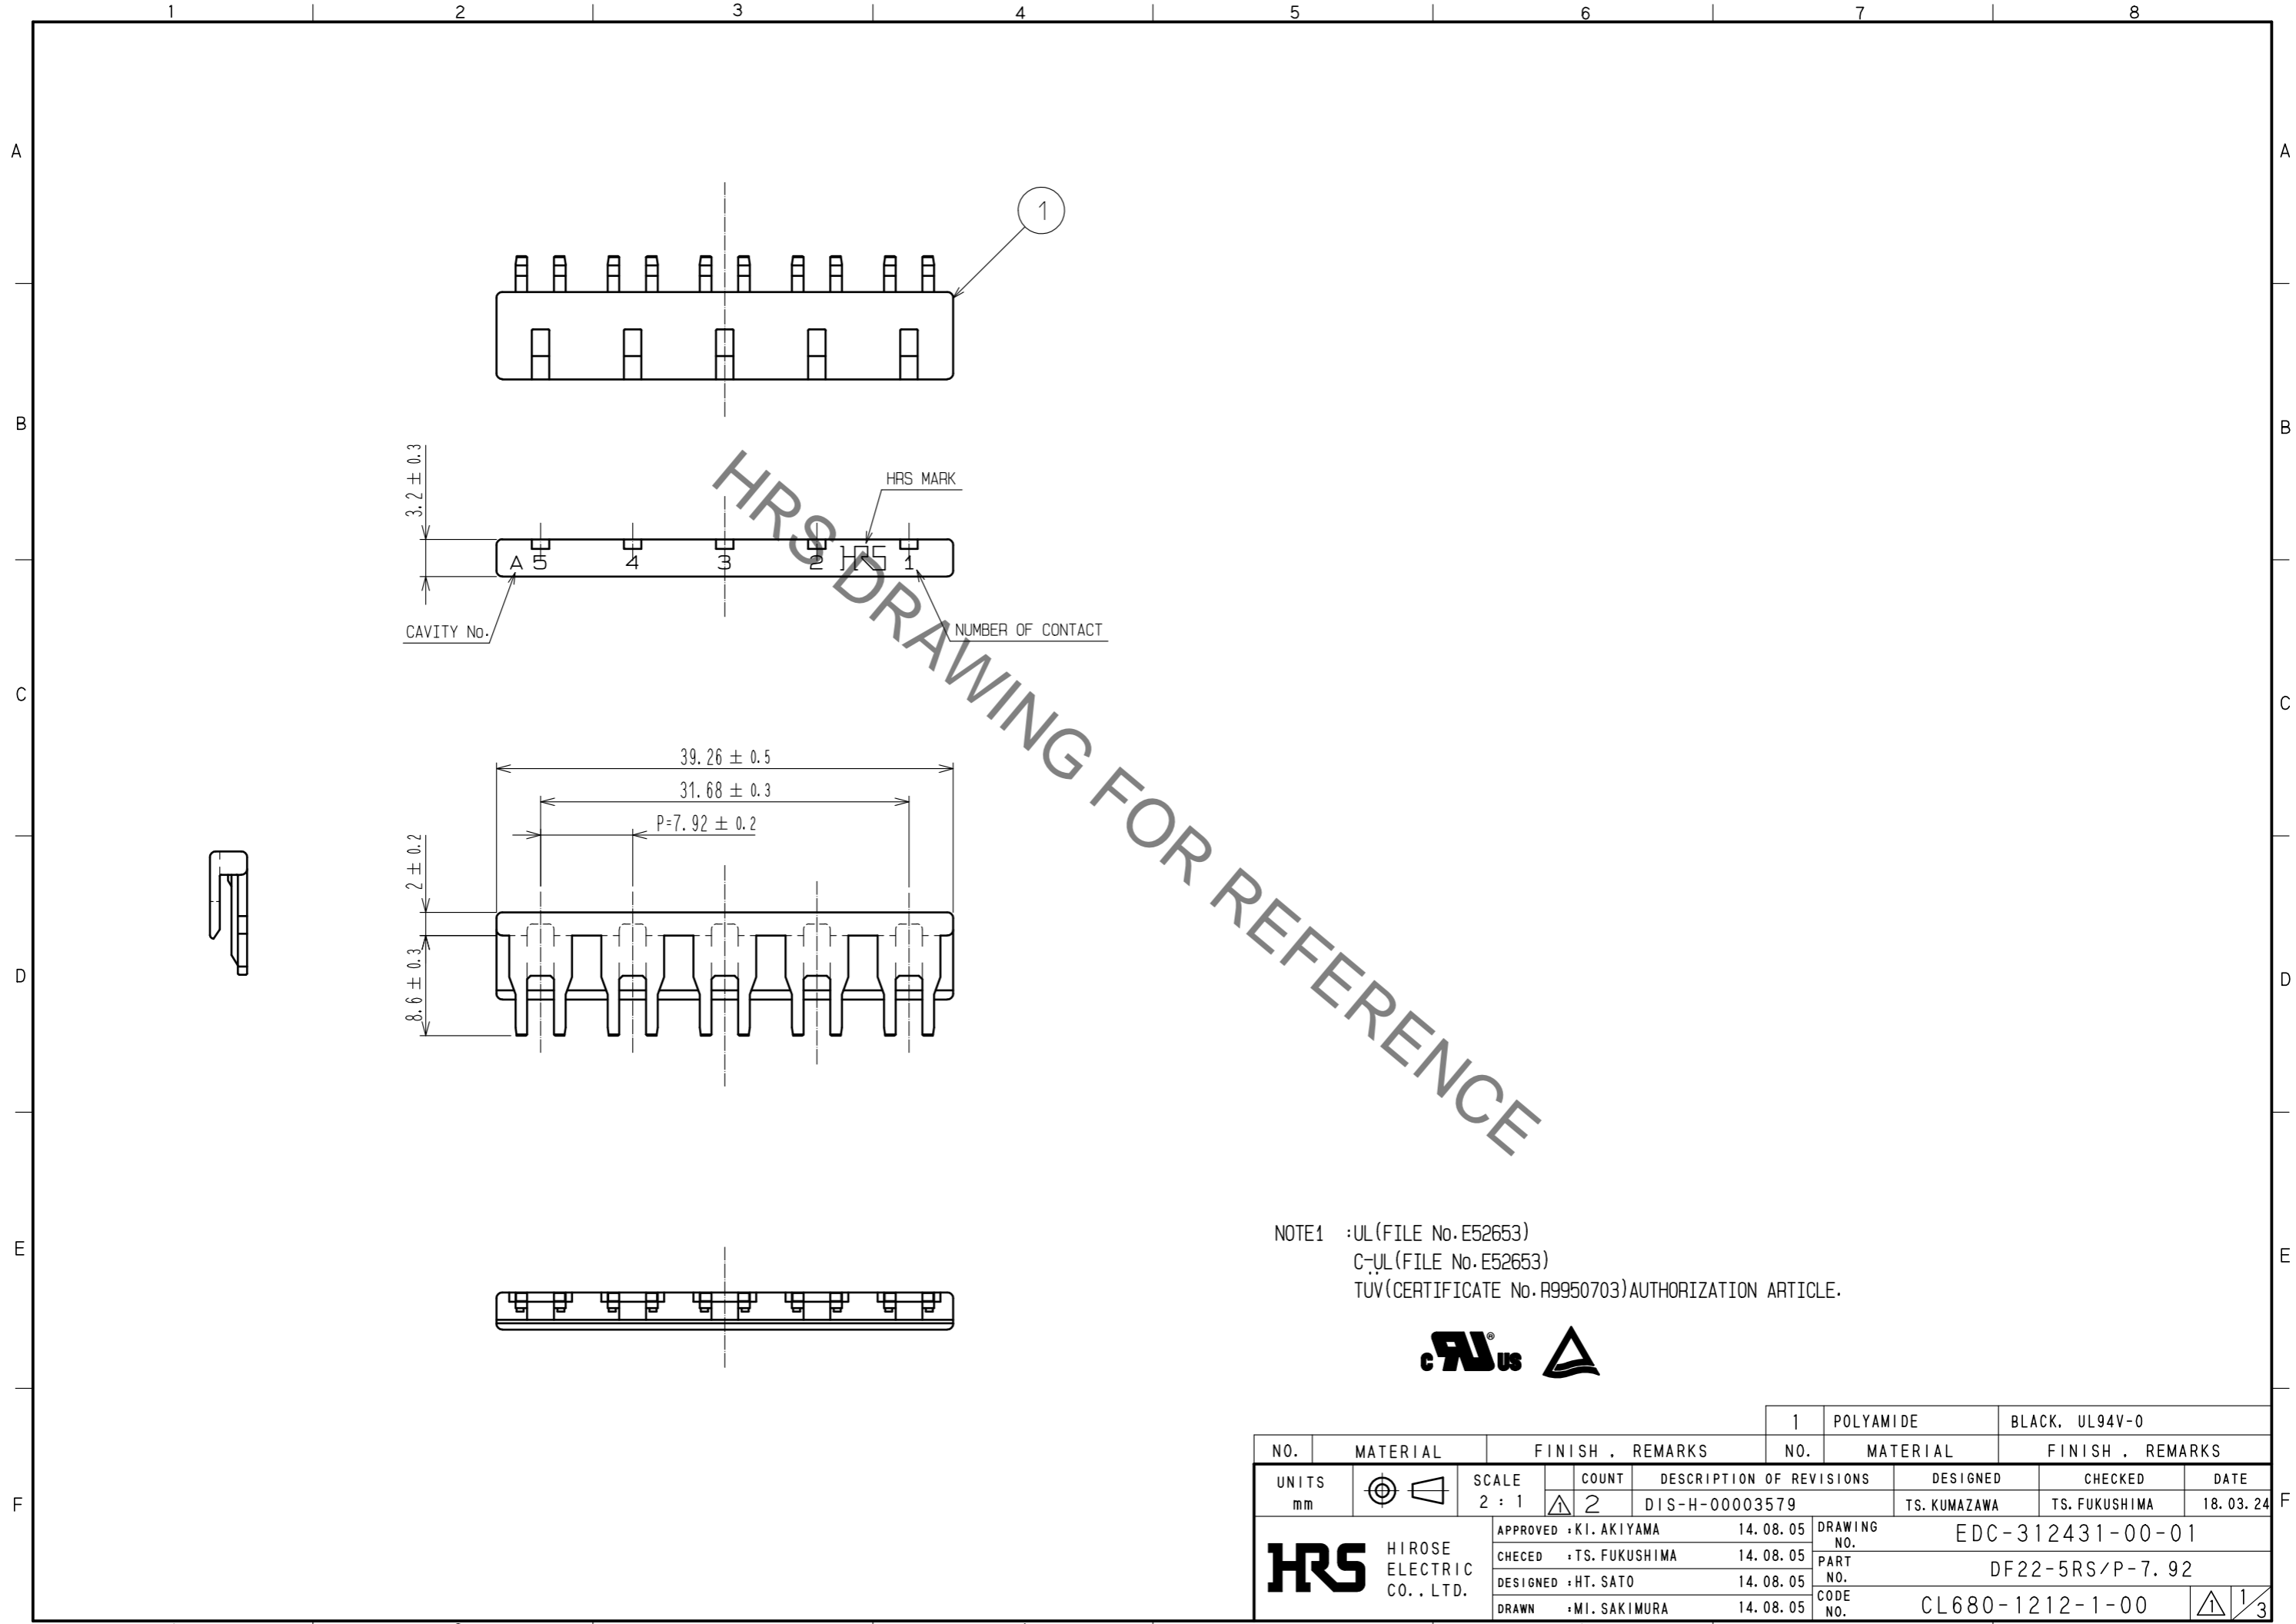 1 2 3 4 5 6 7 8
A A
B B
C C
D D
E E
F F
1
3.2 ± 0.3
HRS MARK
A 5 4 3 2 HRS 1
CAVITY No.
NUMBER OF CONTACT
39.26 ± 0.5
31.68 ± 0.3
P=7.92 ± 0.2
2 ± 0.2
8.6 ± 0.3
HRS DRAWING FOR REFERENCE
NOTE1 :UL(FILE No.E52653)
C-UL(FILE No.E52653)
TÜV(CERTIFICATE No.R9950703)AUTHORIZATION ARTICLE.
c RU ® US
1 POLYAMIDE BLACK, UL94V-0
NO. MATERIAL FINISH , REMARKS NO. MATERIAL FINISH , REMARKS
UNITS mm
SCALE 2 : 1
COUNT DESCRIPTION OF REVISIONS DESIGNED CHECKED DATE
1 2 DIS-H-00003579 TS.KUMAZAWA TS.FUKUSHIMA 18.03.24
HRS HIROSE ELECTRIC CO.,LTD.
APPROVED :KI.AKIYAMA 14.08.05
CHECED :TS.FUKUSHIMA 14.08.05
DESIGNED :HT.SATO 14.08.05
DRAWN :MI.SAKIMURA 14.08.05
DRAWING NO. EDC-312431-00-01
PART NO. DF22-5RS/P-7.92
CODE NO. CL680-1212-1-00 1 1/3